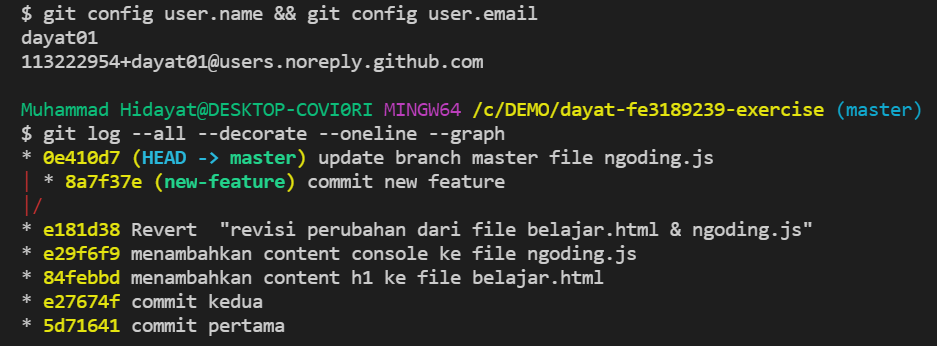 $ git config user.name && git config user.email
dayat01
113222954+dayat01@users.noreply.github.com
Muhammad Hidayat@DESKTOP-COVI0RI MINGW64 /c/DEMO/dayat-fe3189239-exercise (master)
$ git log --all --decorate --oneline --graph
* 0e410d7 (HEAD -> master) update branch master file ngoding.js
| * 8a7f37e (new-feature) commit new feature
|/
* e181d38 Revert  "revisi perubahan dari file belajar.html & ngoding.js"
* e29f6f9 menambahkan content console ke file ngoding.js
* 84febbd menambahkan content h1 ke file belajar.html
* e27674f commit kedua
* 5d71641 commit pertama